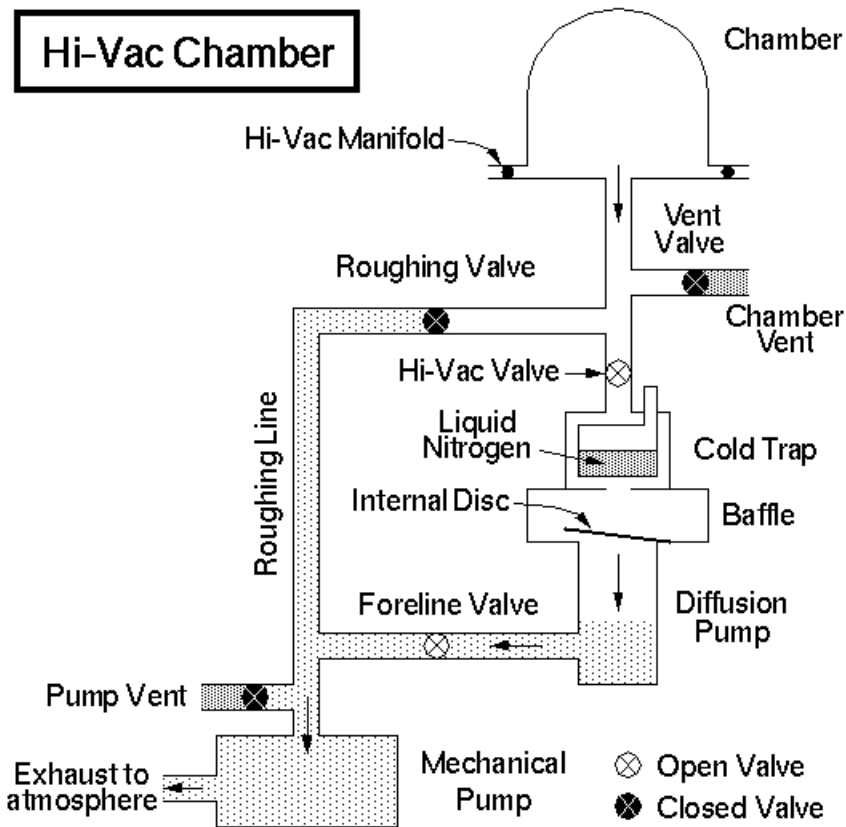 Hi-Vac Chamber
Chamber
Hi-Vac Manifold
Vent
Valve
Roughing Valve
Chamber
Vent
Hi-Vac Valve
Liquid
Nitrogen
Cold Trap
Roughing Line
Internal Disc
Baffle
Foreline Valve
Diffusion
Pump
Pump Vent
Exhaust to
atmosphere
Mechanical
Pump
Open Valve
Closed Valve